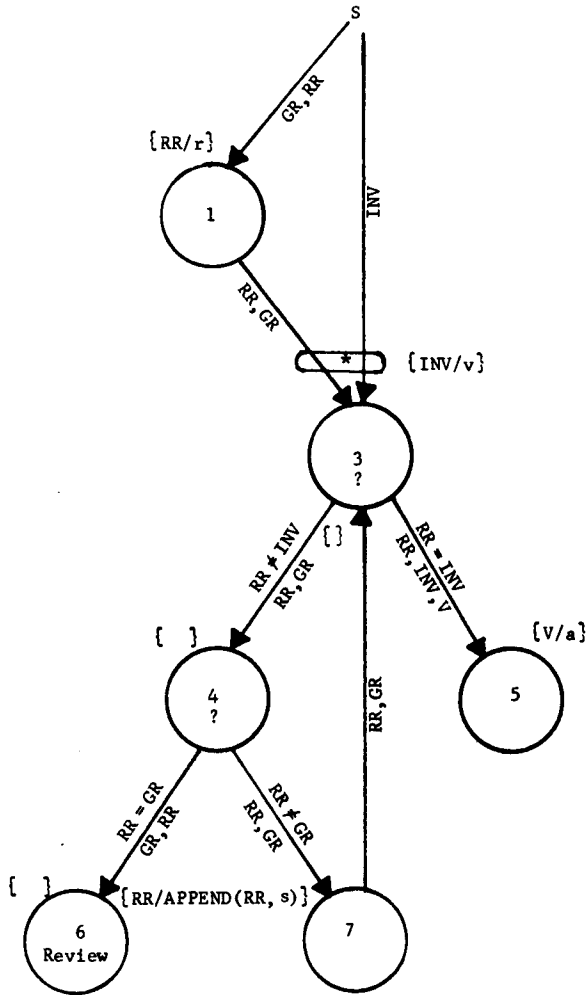 S
GR, RR
{RR/r}
1
INV
RR, GR
*
{INV/v}
3
?
{}
RR ≠ INV
RR, GR
RR = INV
RR, INV, V
{ }
4
?
{V/a}
5
RR, GR
RR = GR
GR, RR
RR ≠ GR
RR, GR
{ }
{RR/APPEND(RR, s)}
6
Review
7